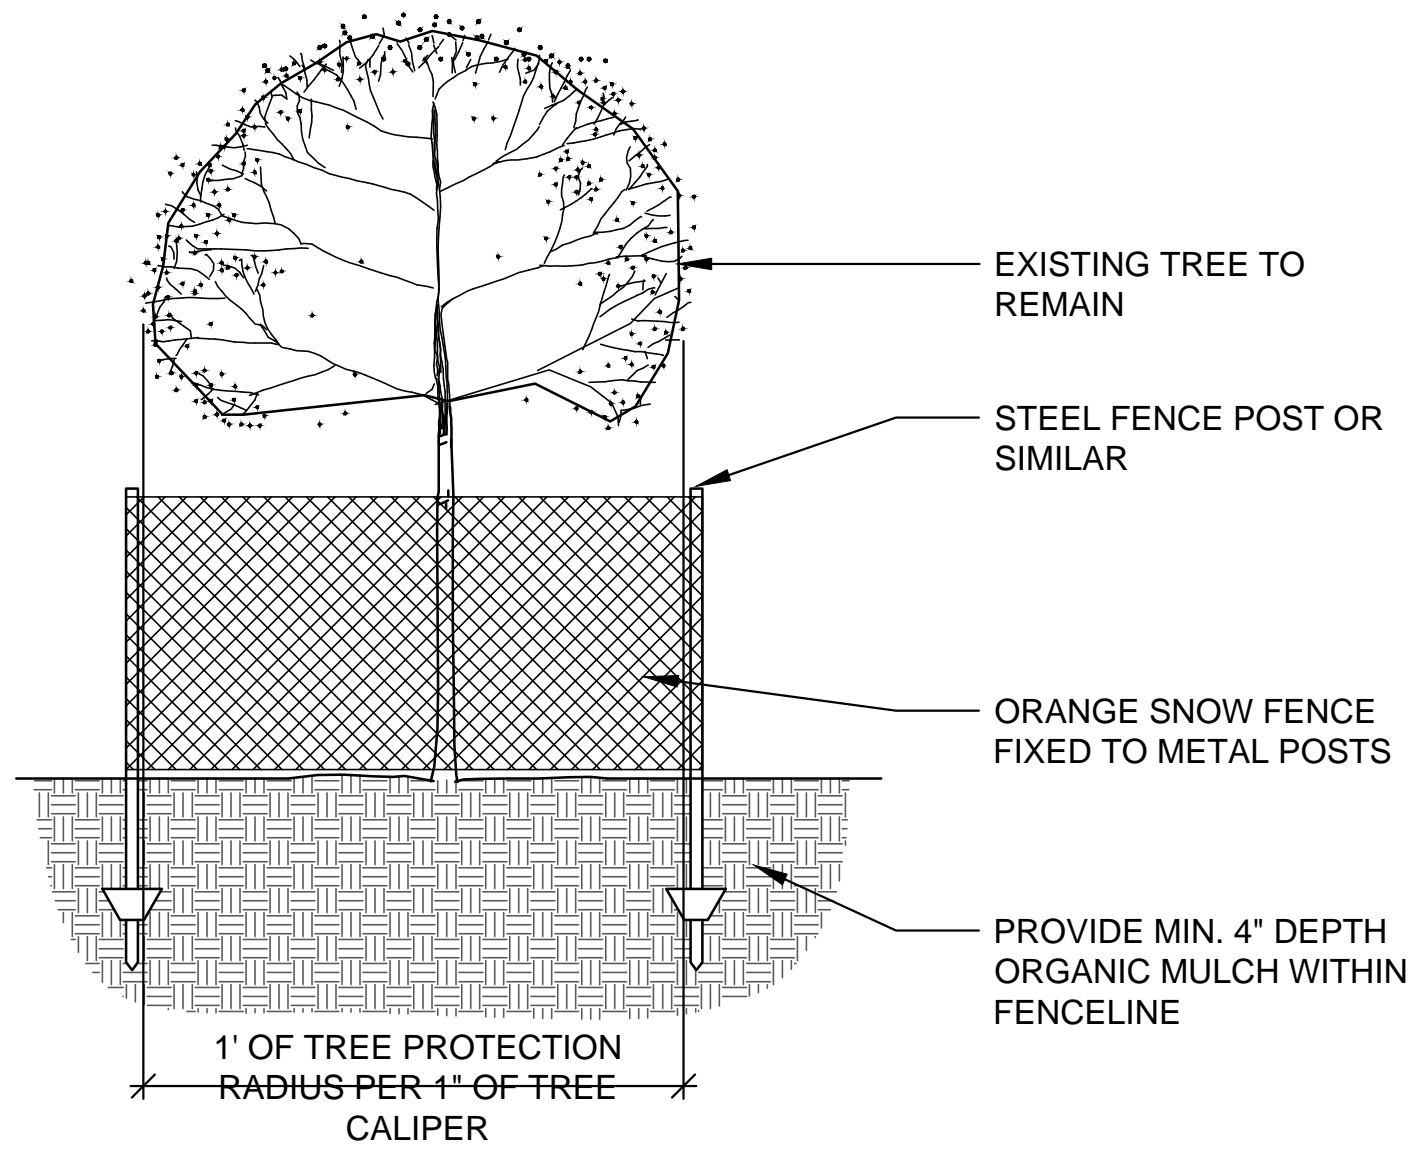 EXISTING TREE TO
REMAIN
STEEL FENCE POST OR
SIMILAR
ORANGE SNOW FENCE
FIXED TO METAL POSTS
PROVIDE MIN. 4" DEPTH
ORGANIC MULCH WITHIN
FENCELINE
1' OF TREE PROTECTION
RADIUS PER 1" OF TREE
CALIPER